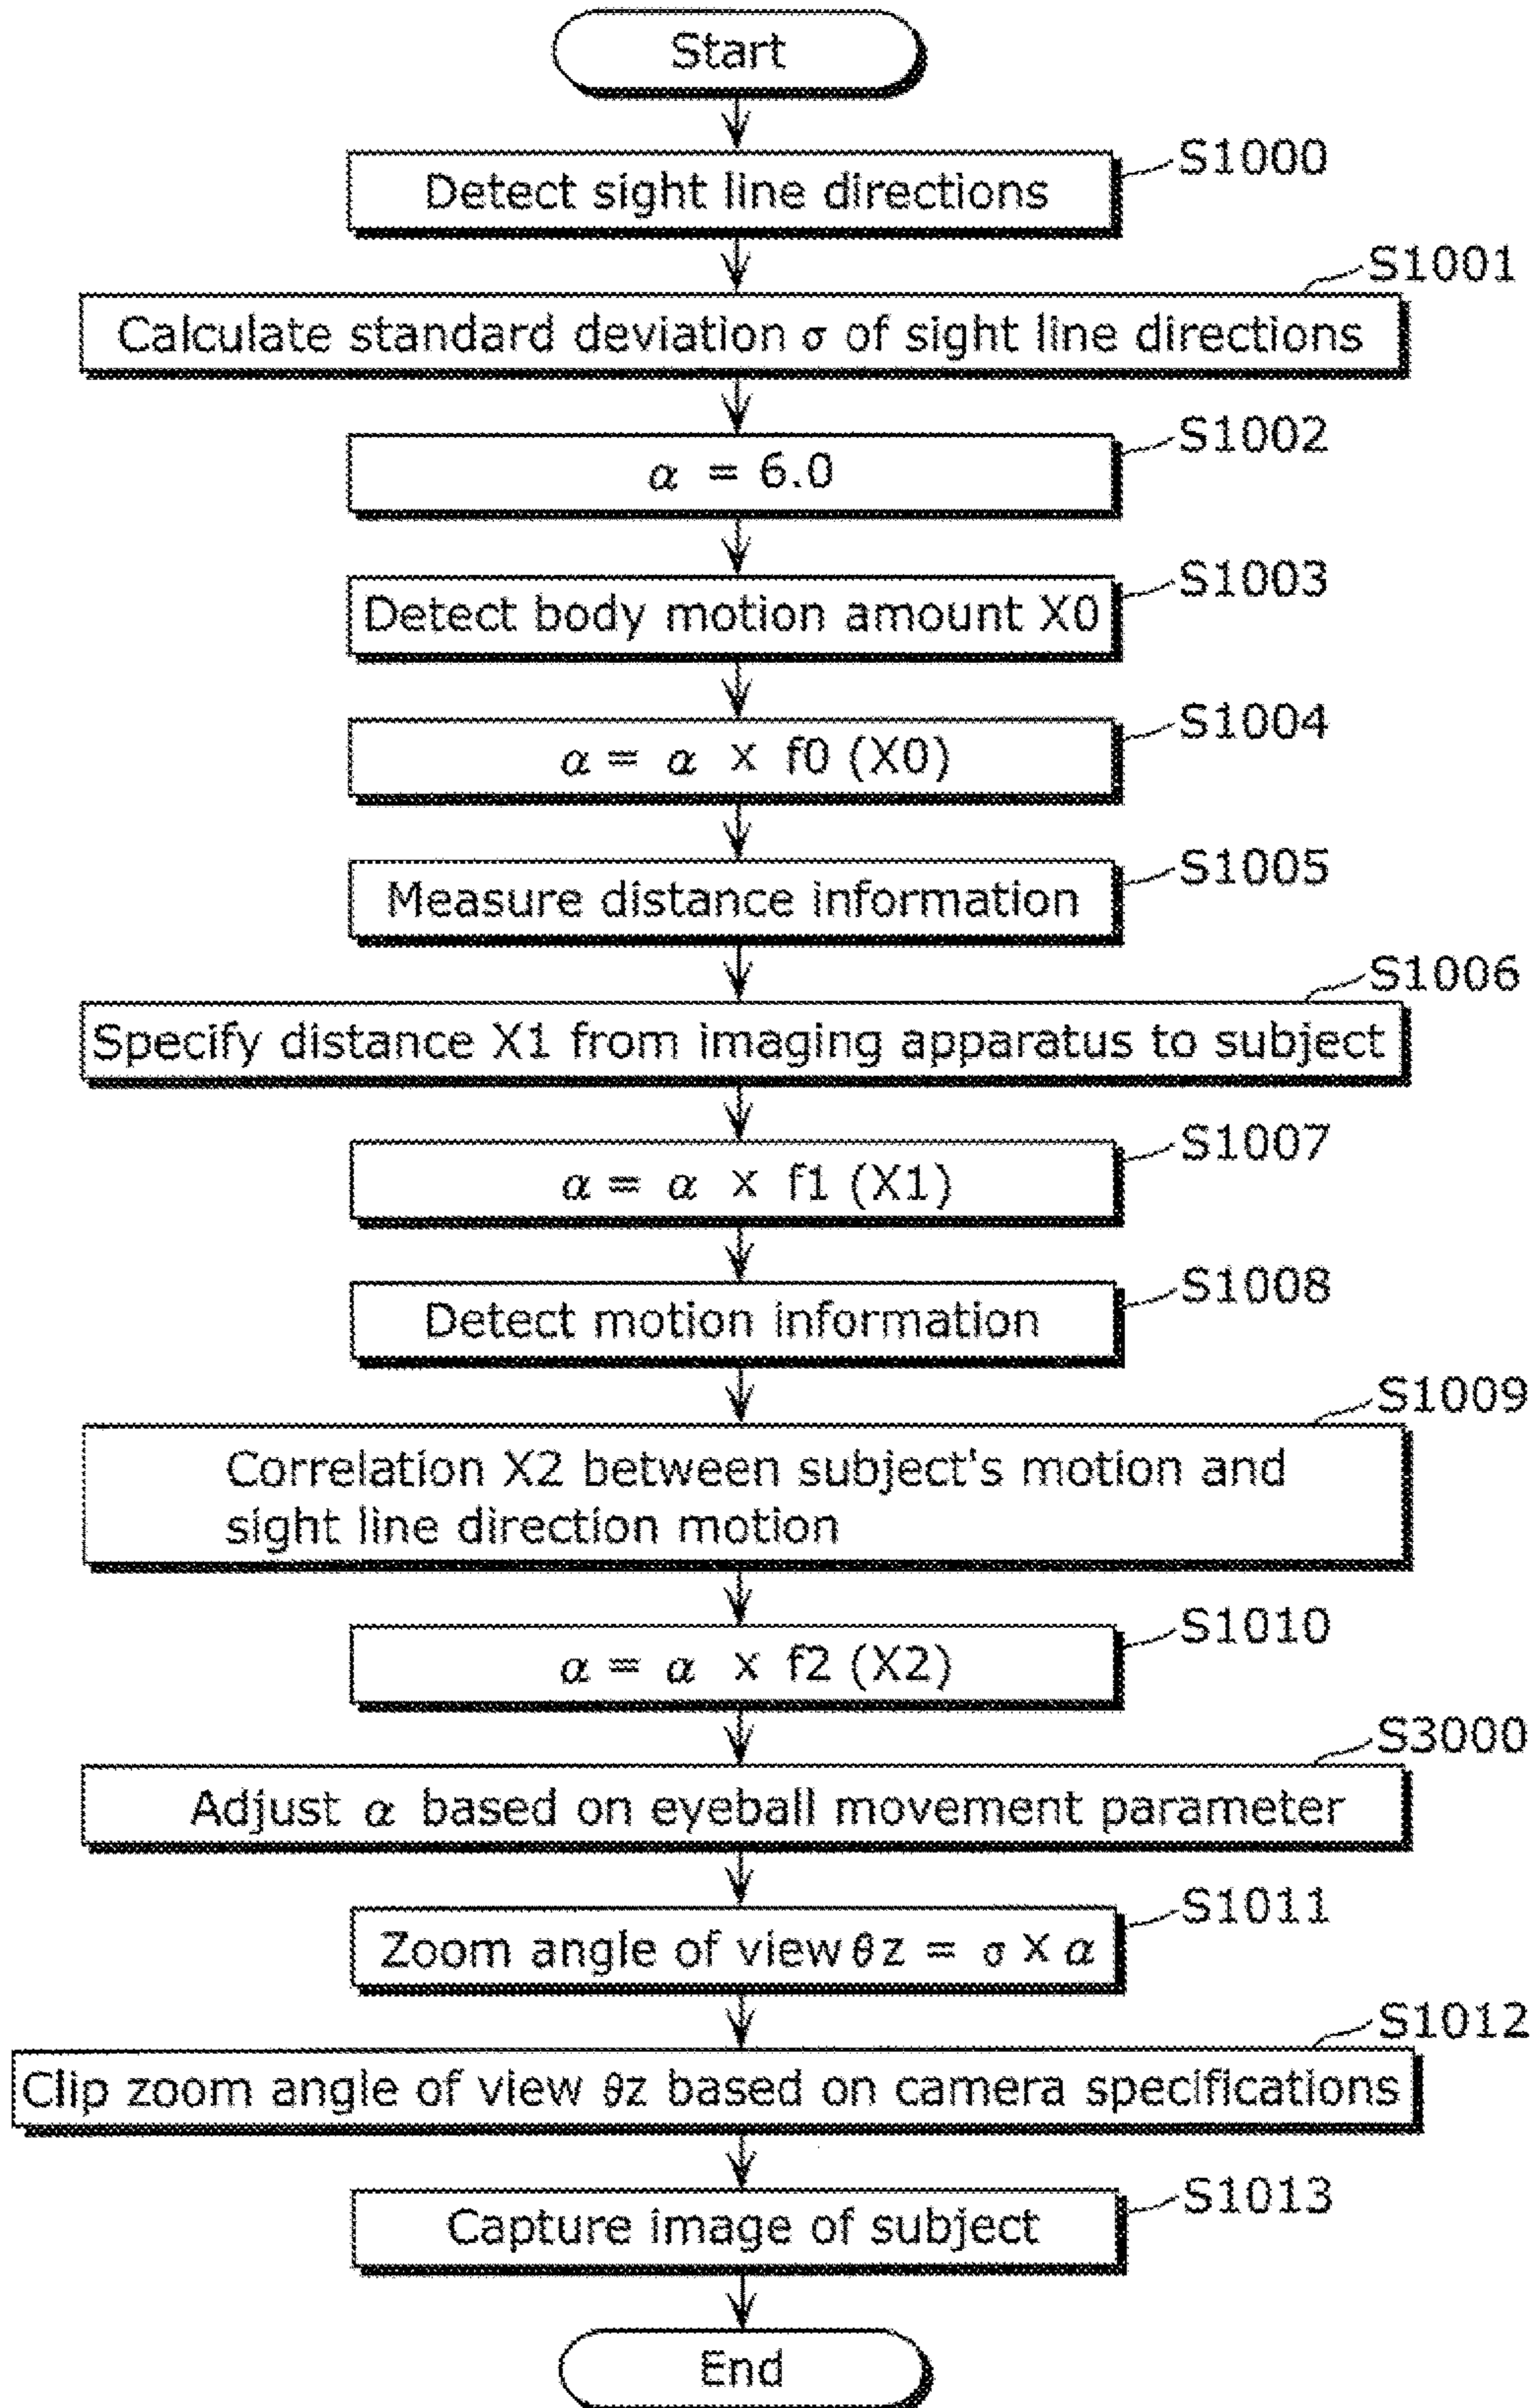 Start
S1000
Detect sight line directions
S1001
Calculate standard deviation σ of sight line directions
S1002
α = 6.0
S1003
Detect body motion amount X0
S1004
α = α × f0 (X0)
S1005
Measure distance information
S1006
Specify distance X1 from imaging apparatus to subject
S1007
α = α × f1 (X1)
S1008
Detect motion information
S1009
Correlation X2 between subject's motion and
sight line direction motion
S1010
α = α × f2 (X2)
S3000
Adjust α based on eyeball movement parameter
S1011
Zoom angle of view θz = σ × α
S1012
Clip zoom angle of view θz based on camera specifications
S1013
Capture image of subject
End